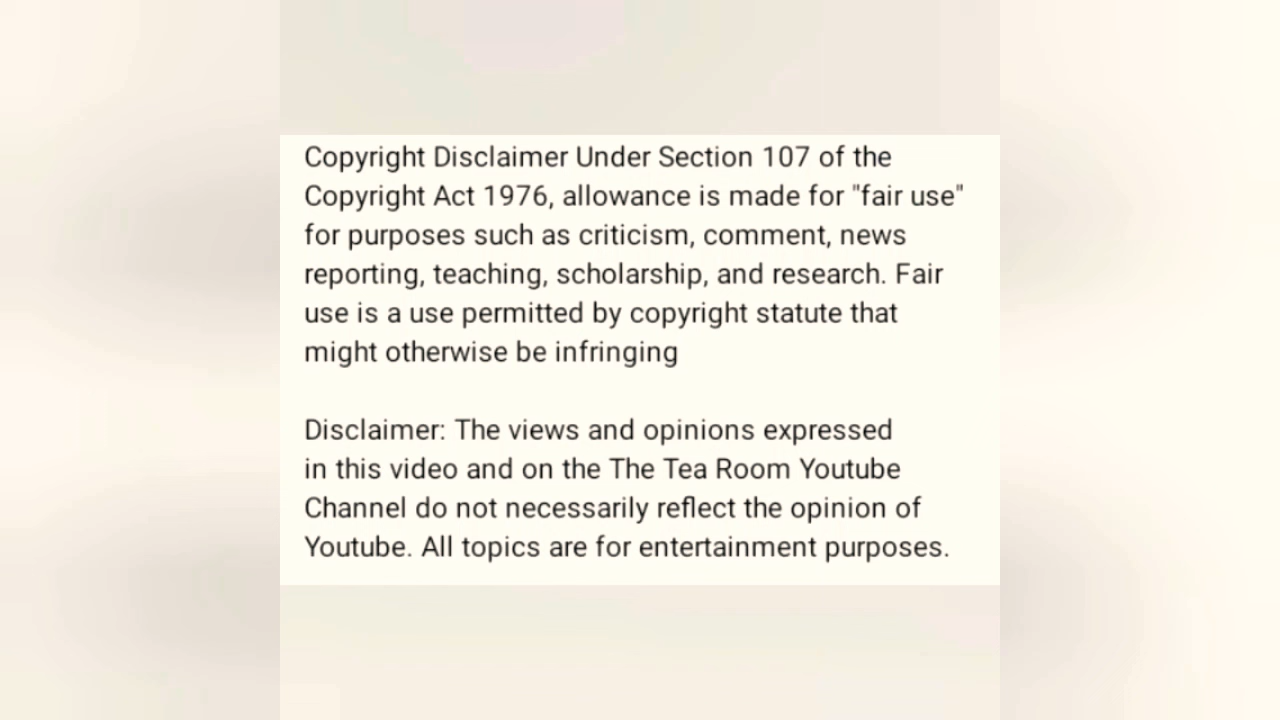 Copyright Disclaimer Under Section 107 of the
Copyright Act 1976, allowance is made for "fair use"
for purposes such as criticism, comment, news
reporting, teaching, scholarship, and research. Fair
use is a use permitted by copyright statute that
might otherwise be infringing
Disclaimer: The views and opinions expressed
in this video and on the The Tea Room Youtube
Channel do not necessarily reflect the opinion of
Youtube. All topics are for entertainment purposes.